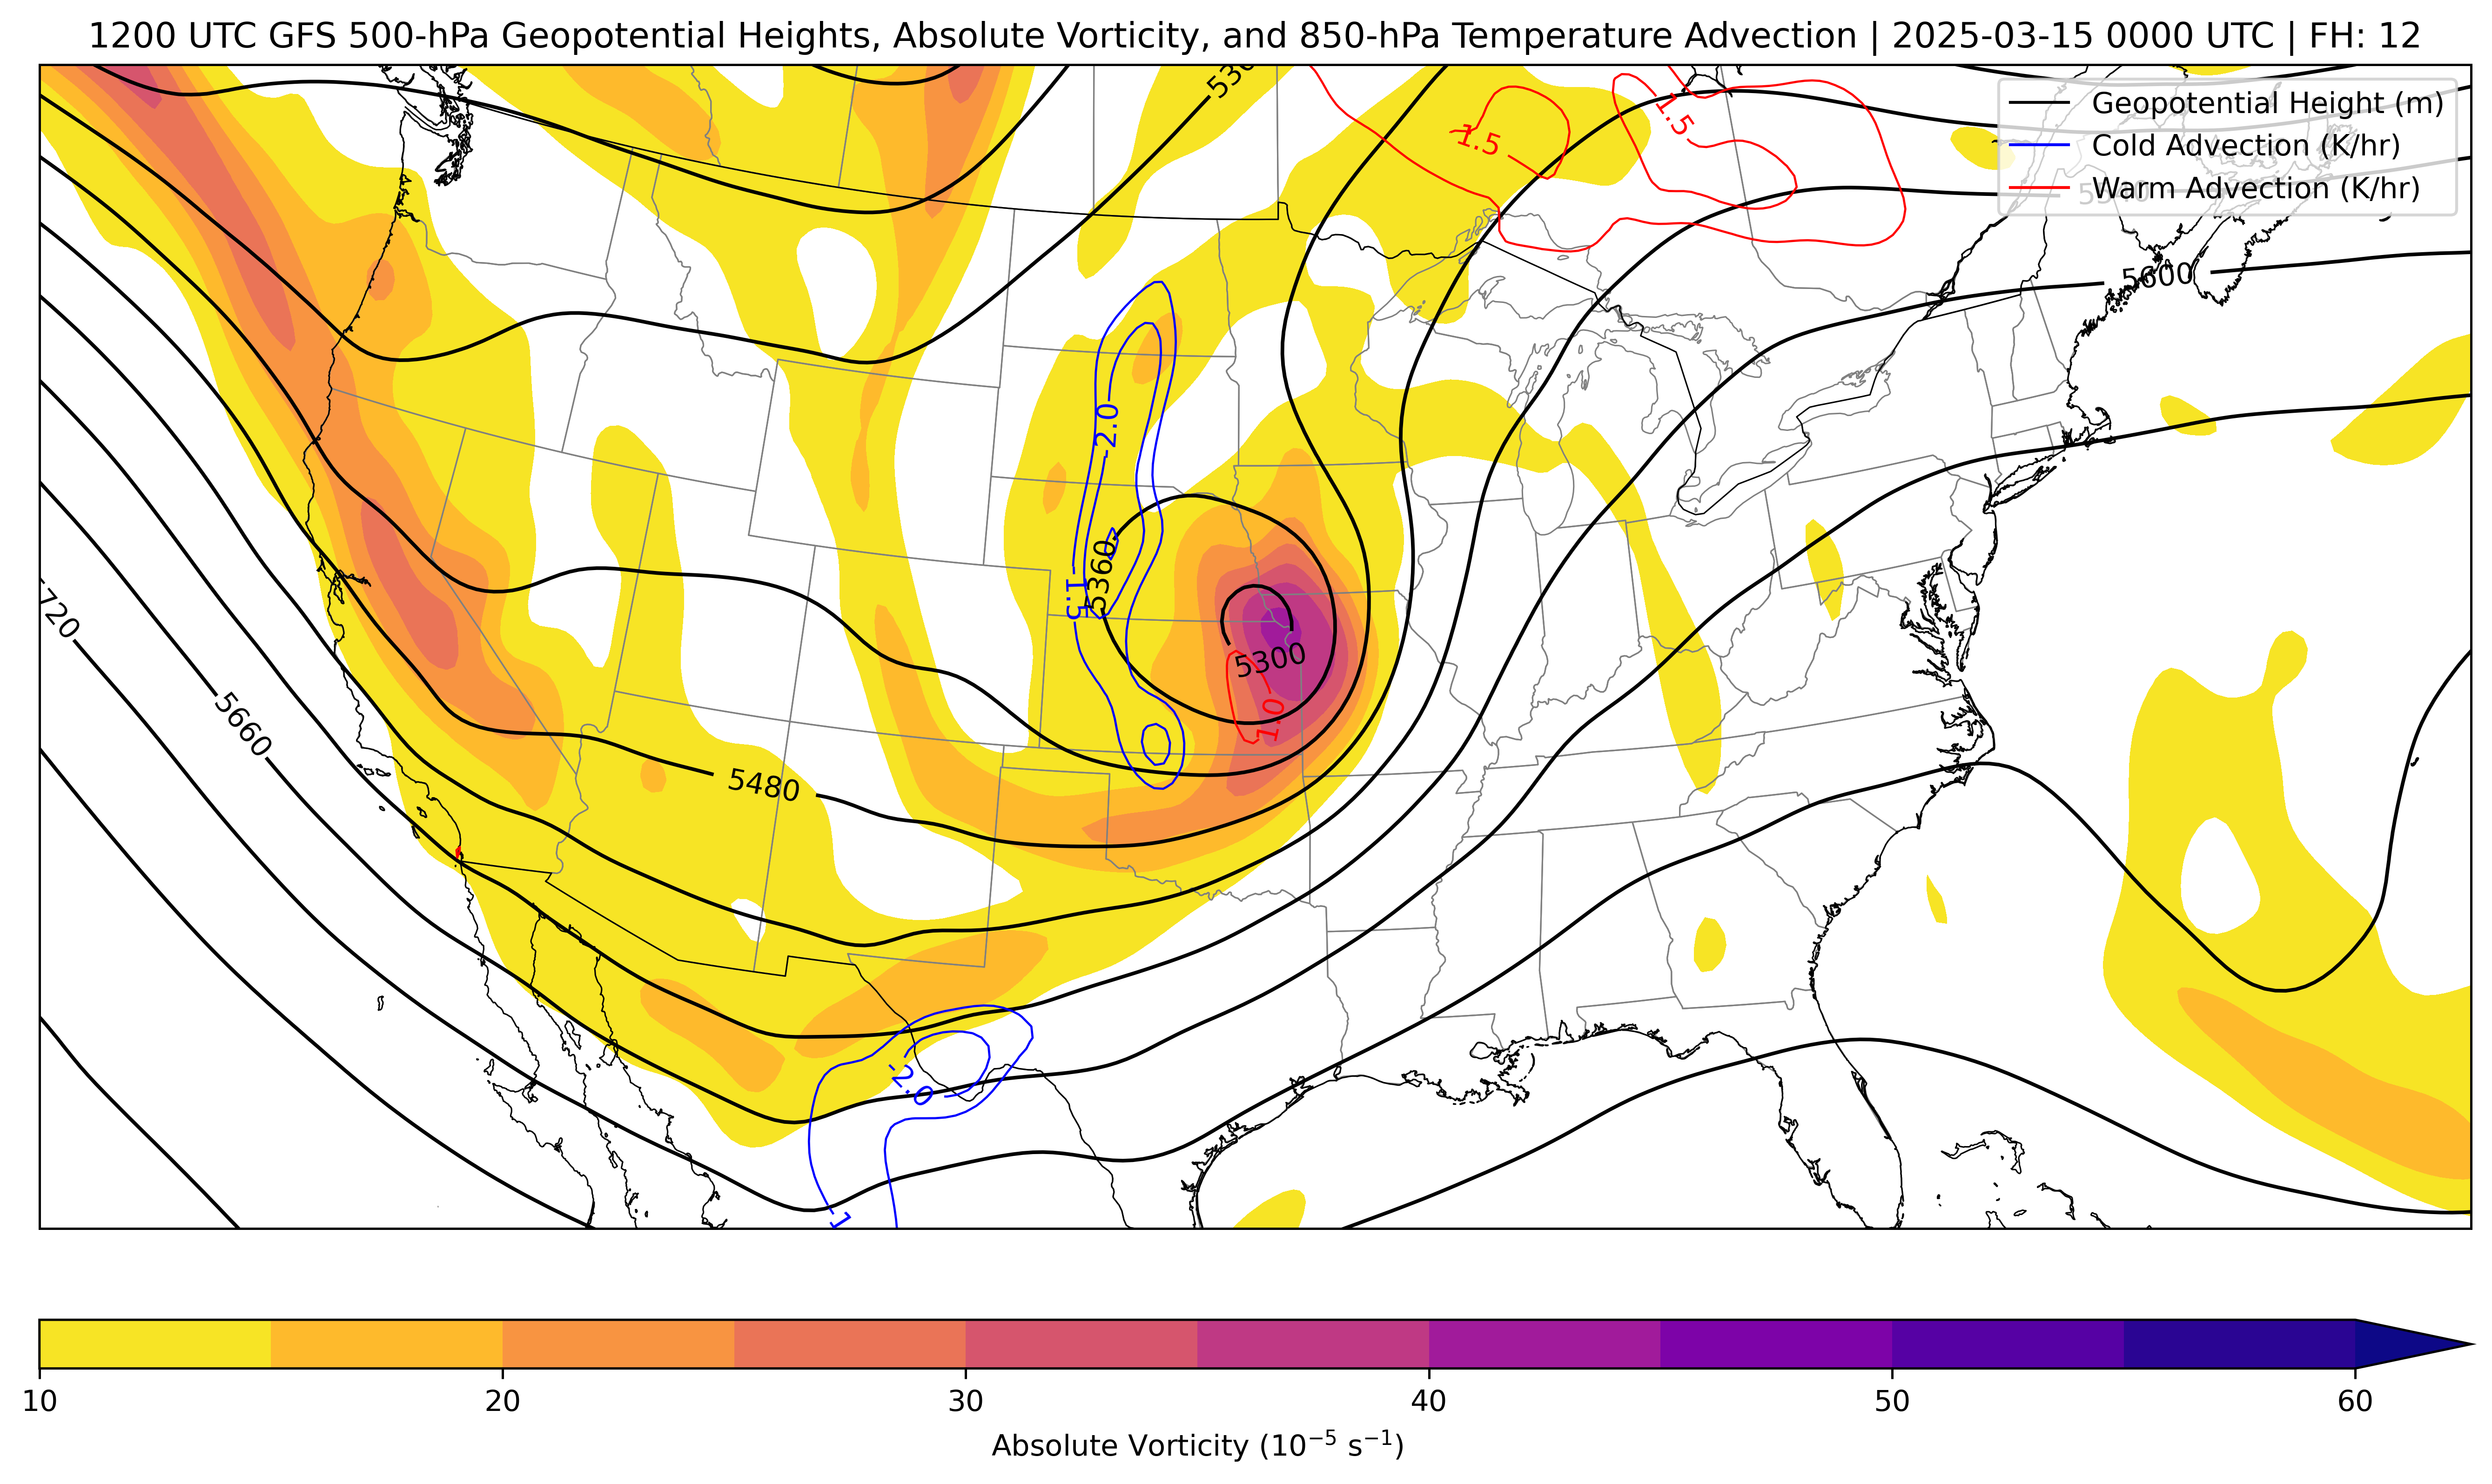 1200 UTC GFS 500-hPa Geopotential Heights, Absolute Vorticity, and 850-hPa Temperature Advection | 2025-03-15 0000 UTC | FH: 12
Geopotential Height (m)
Cold Advection (K/hr)
Warm Advection (K/hr)
1.5
1.5
5600
-2.0
5360
-1.5
5300
1.0
5660
5480
-2.0
10 20 30 40 50 60
Absolute Vorticity (10⁻⁵ s⁻¹)